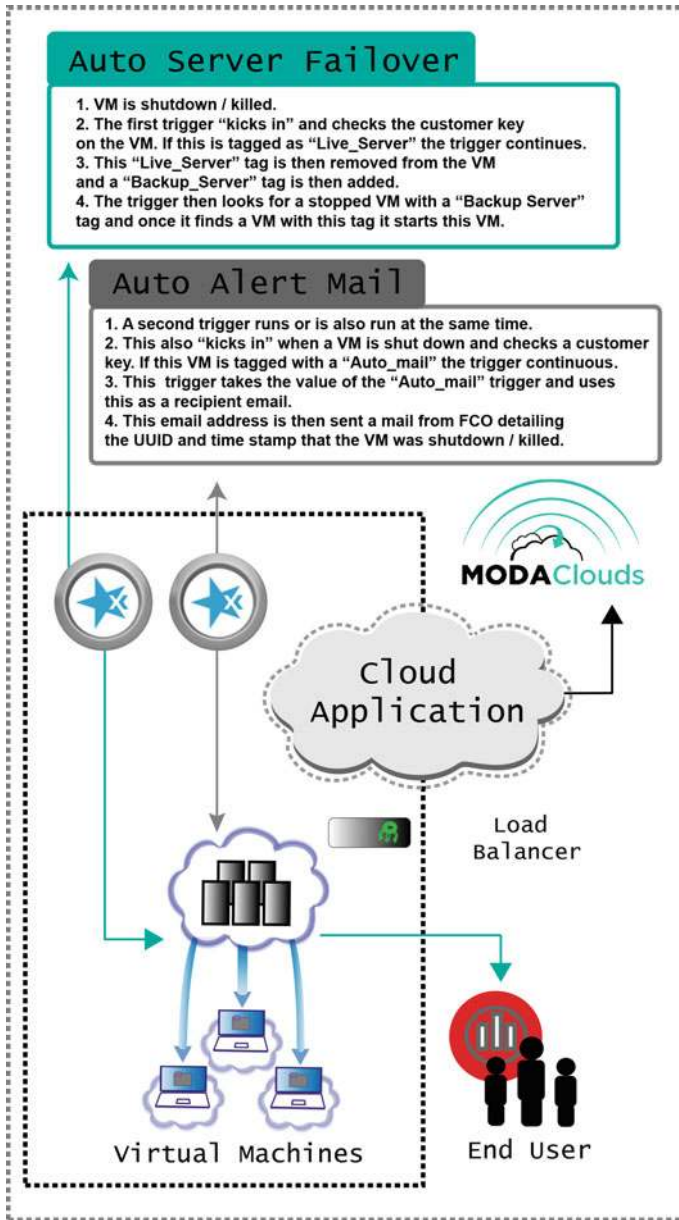 Auto Server Failover
1. VM is shutdown / killed.
2. The first trigger “kicks in” and checks the customer key
on the VM. If this is tagged as “Live_Server” the trigger continues.
3. This “Live_Server” tag is then removed from the VM
and a “Backup_Server” tag is then added.
4. The trigger then looks for a stopped VM with a “Backup Server”
tag and once it finds a VM with this tag it starts this VM.
Auto Alert Mail
1. A second trigger runs or is also run at the same time.
2. This also “kicks in” when a VM is shut down and checks a customer
key. If this VM is tagged with a “Auto_mail” the trigger continuous.
3. This trigger takes the value of the “Auto_mail” trigger and uses
this as a recipient email.
4. This email address is then sent a mail from FCO detailing
the UUID and time stamp that the VM was shutdown / killed.
MODAClouds
Cloud
Application
Load
Balancer
Virtual Machines
End User